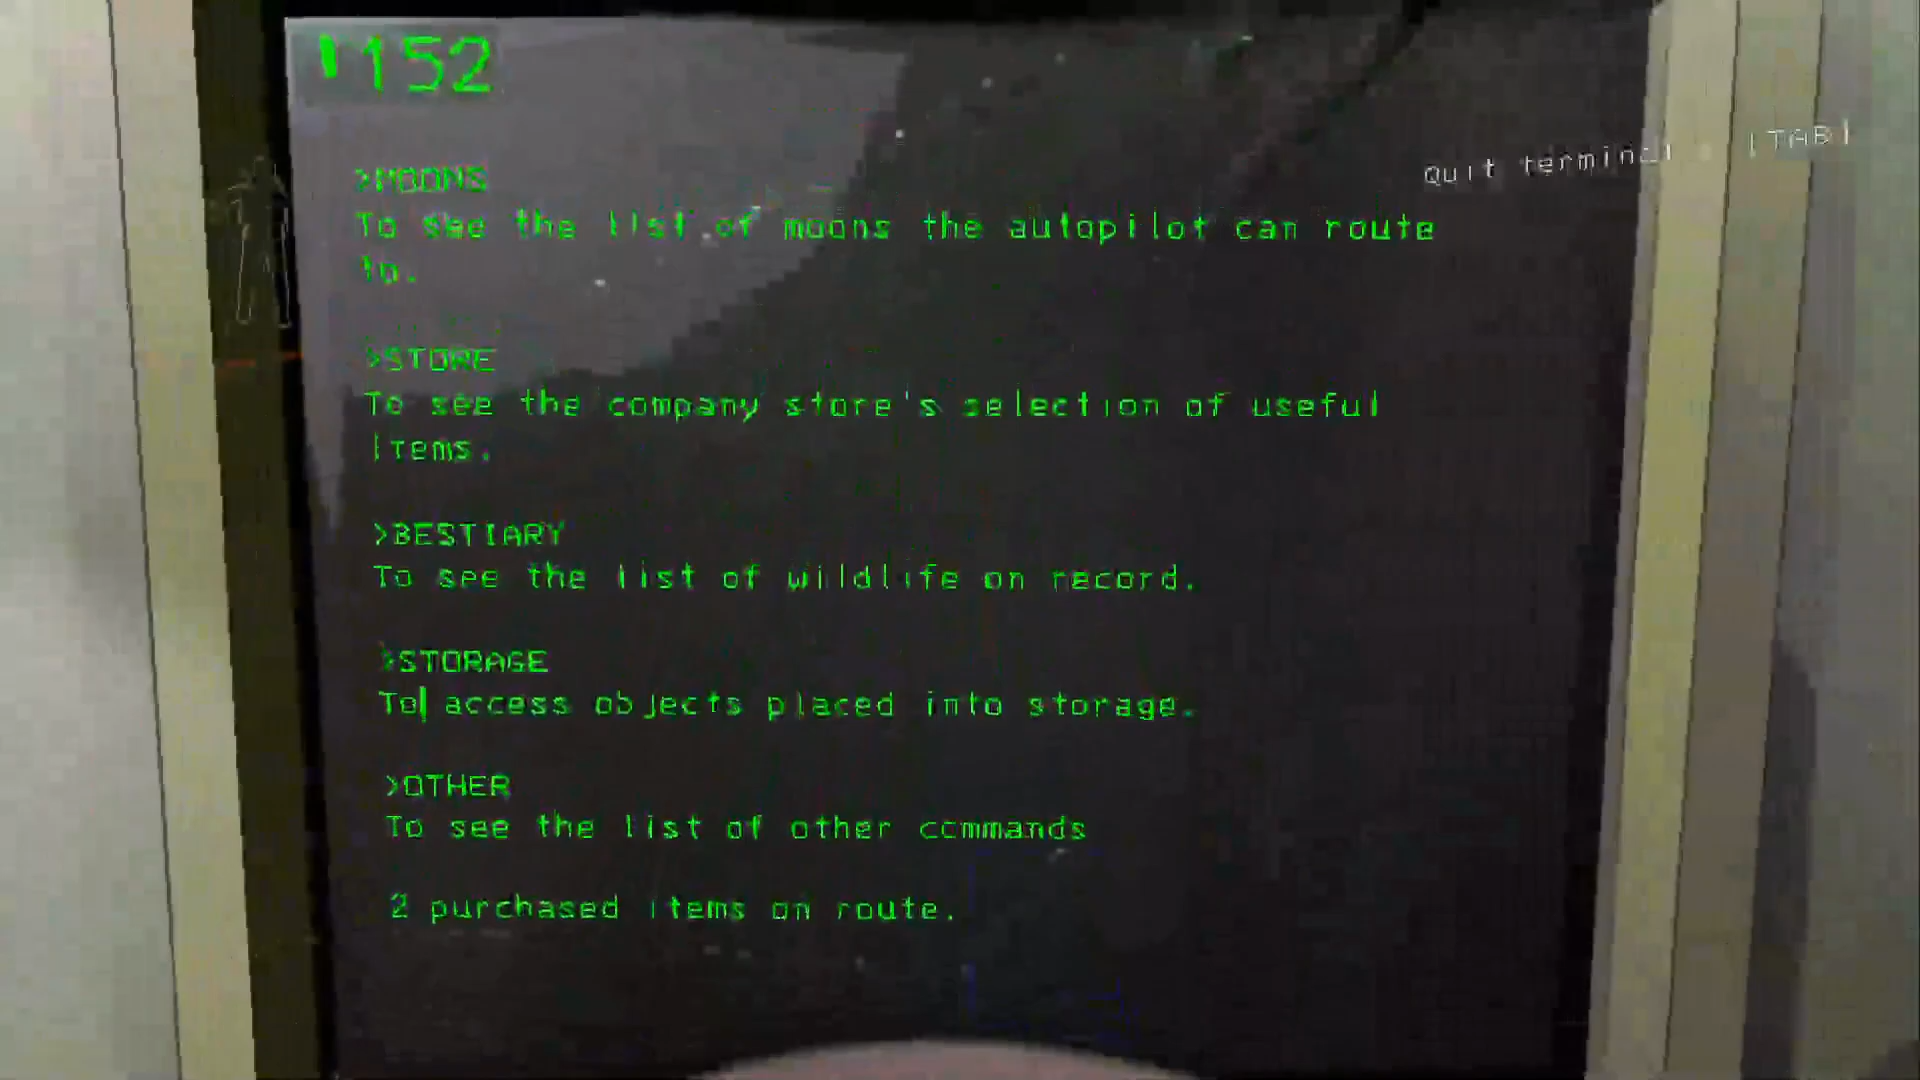 ▮152
Quit terminal : [TAB]
>MOONS
To see the list of moons the autopilot can route
to.
>STORE
To see the company store's selection of useful
items.
>BESTIARY
To see the list of wildlife on record.
>STORAGE
To access objects placed into storage.
>OTHER
To see the list of other commands
2 purchased items on route.